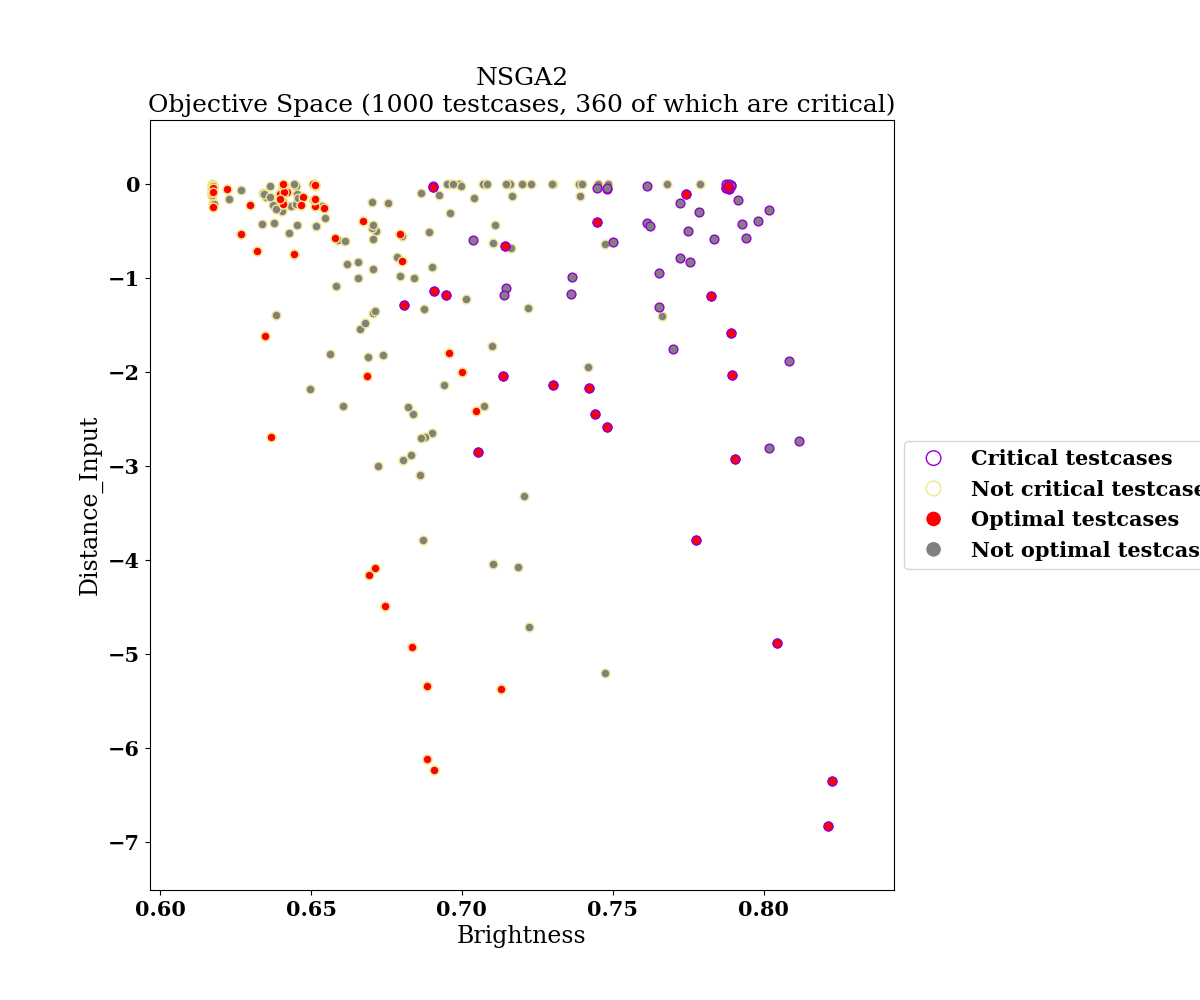 NSGA2
Objective Space (1000 testcases, 360 of which are critical)
0
−1
−2
−3
−4
−5
−6
−7
Distance_Input
0.60 0.65 0.70 0.75 0.80
Brightness
Critical testcases
Not critical testcase
Optimal testcases
Not optimal testcas